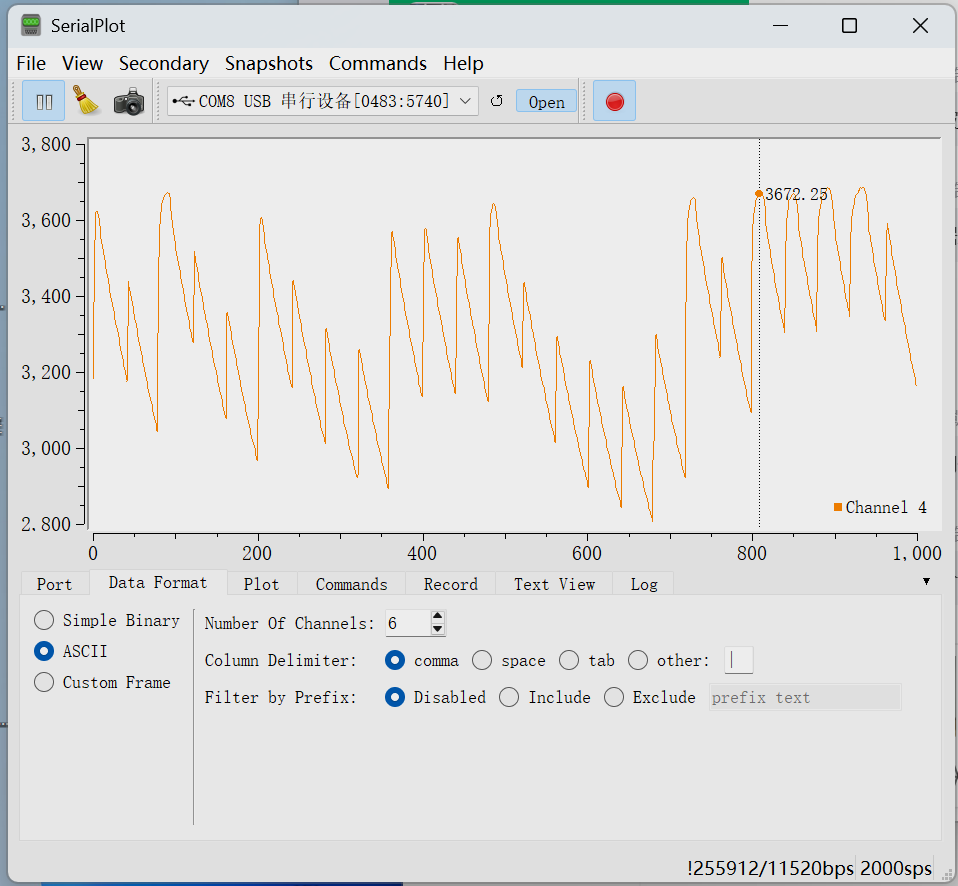 SerialPlot
File View Secondary Snapshots Commands Help
COM8 USB 串行设备[0483:5740] Open
3,800
3,600
3,400
3,200
3,000
2,800
3672.25
Channel 4
0 200 400 600 800 1,000
Port Data Format Plot Commands Record Text View Log
Simple Binary
ASCII
Custom Frame
Number Of Channels: 6
Column Delimiter: comma space tab other: |
Filter by Prefix: Disabled Include Exclude prefix text
!255912/11520bps 2000sps